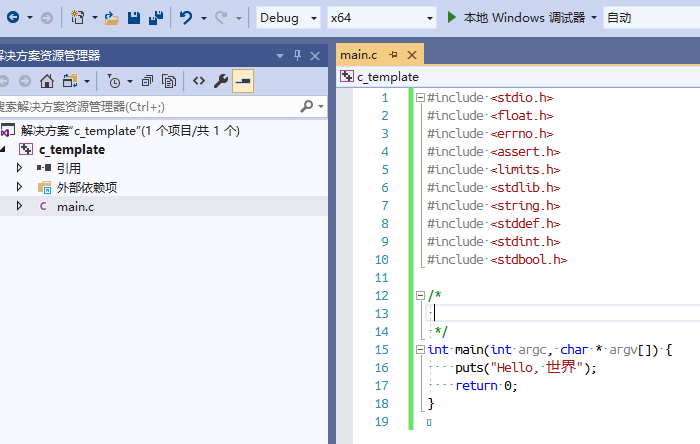 Debug x64 本地 Windows 调试器 自动
解决方案资源管理器
搜索解决方案资源管理器(Ctrl+;)
解决方案"c_template"(1 个项目/共 1 个)
c_template
引用
外部依赖项
C main.c
main.c
c_template
1 #include <stdio.h>
2 #include <float.h>
3 #include <errno.h>
4 #include <assert.h>
5 #include <limits.h>
6 #include <stdlib.h>
7 #include <string.h>
8 #include <stddef.h>
9 #include <stdint.h>
10 #include <stdbool.h>
11
12 /*
13
14 */
15 int main(int argc, char * argv[]) {
16 puts("Hello, 世界");
17 return 0;
18 }
19